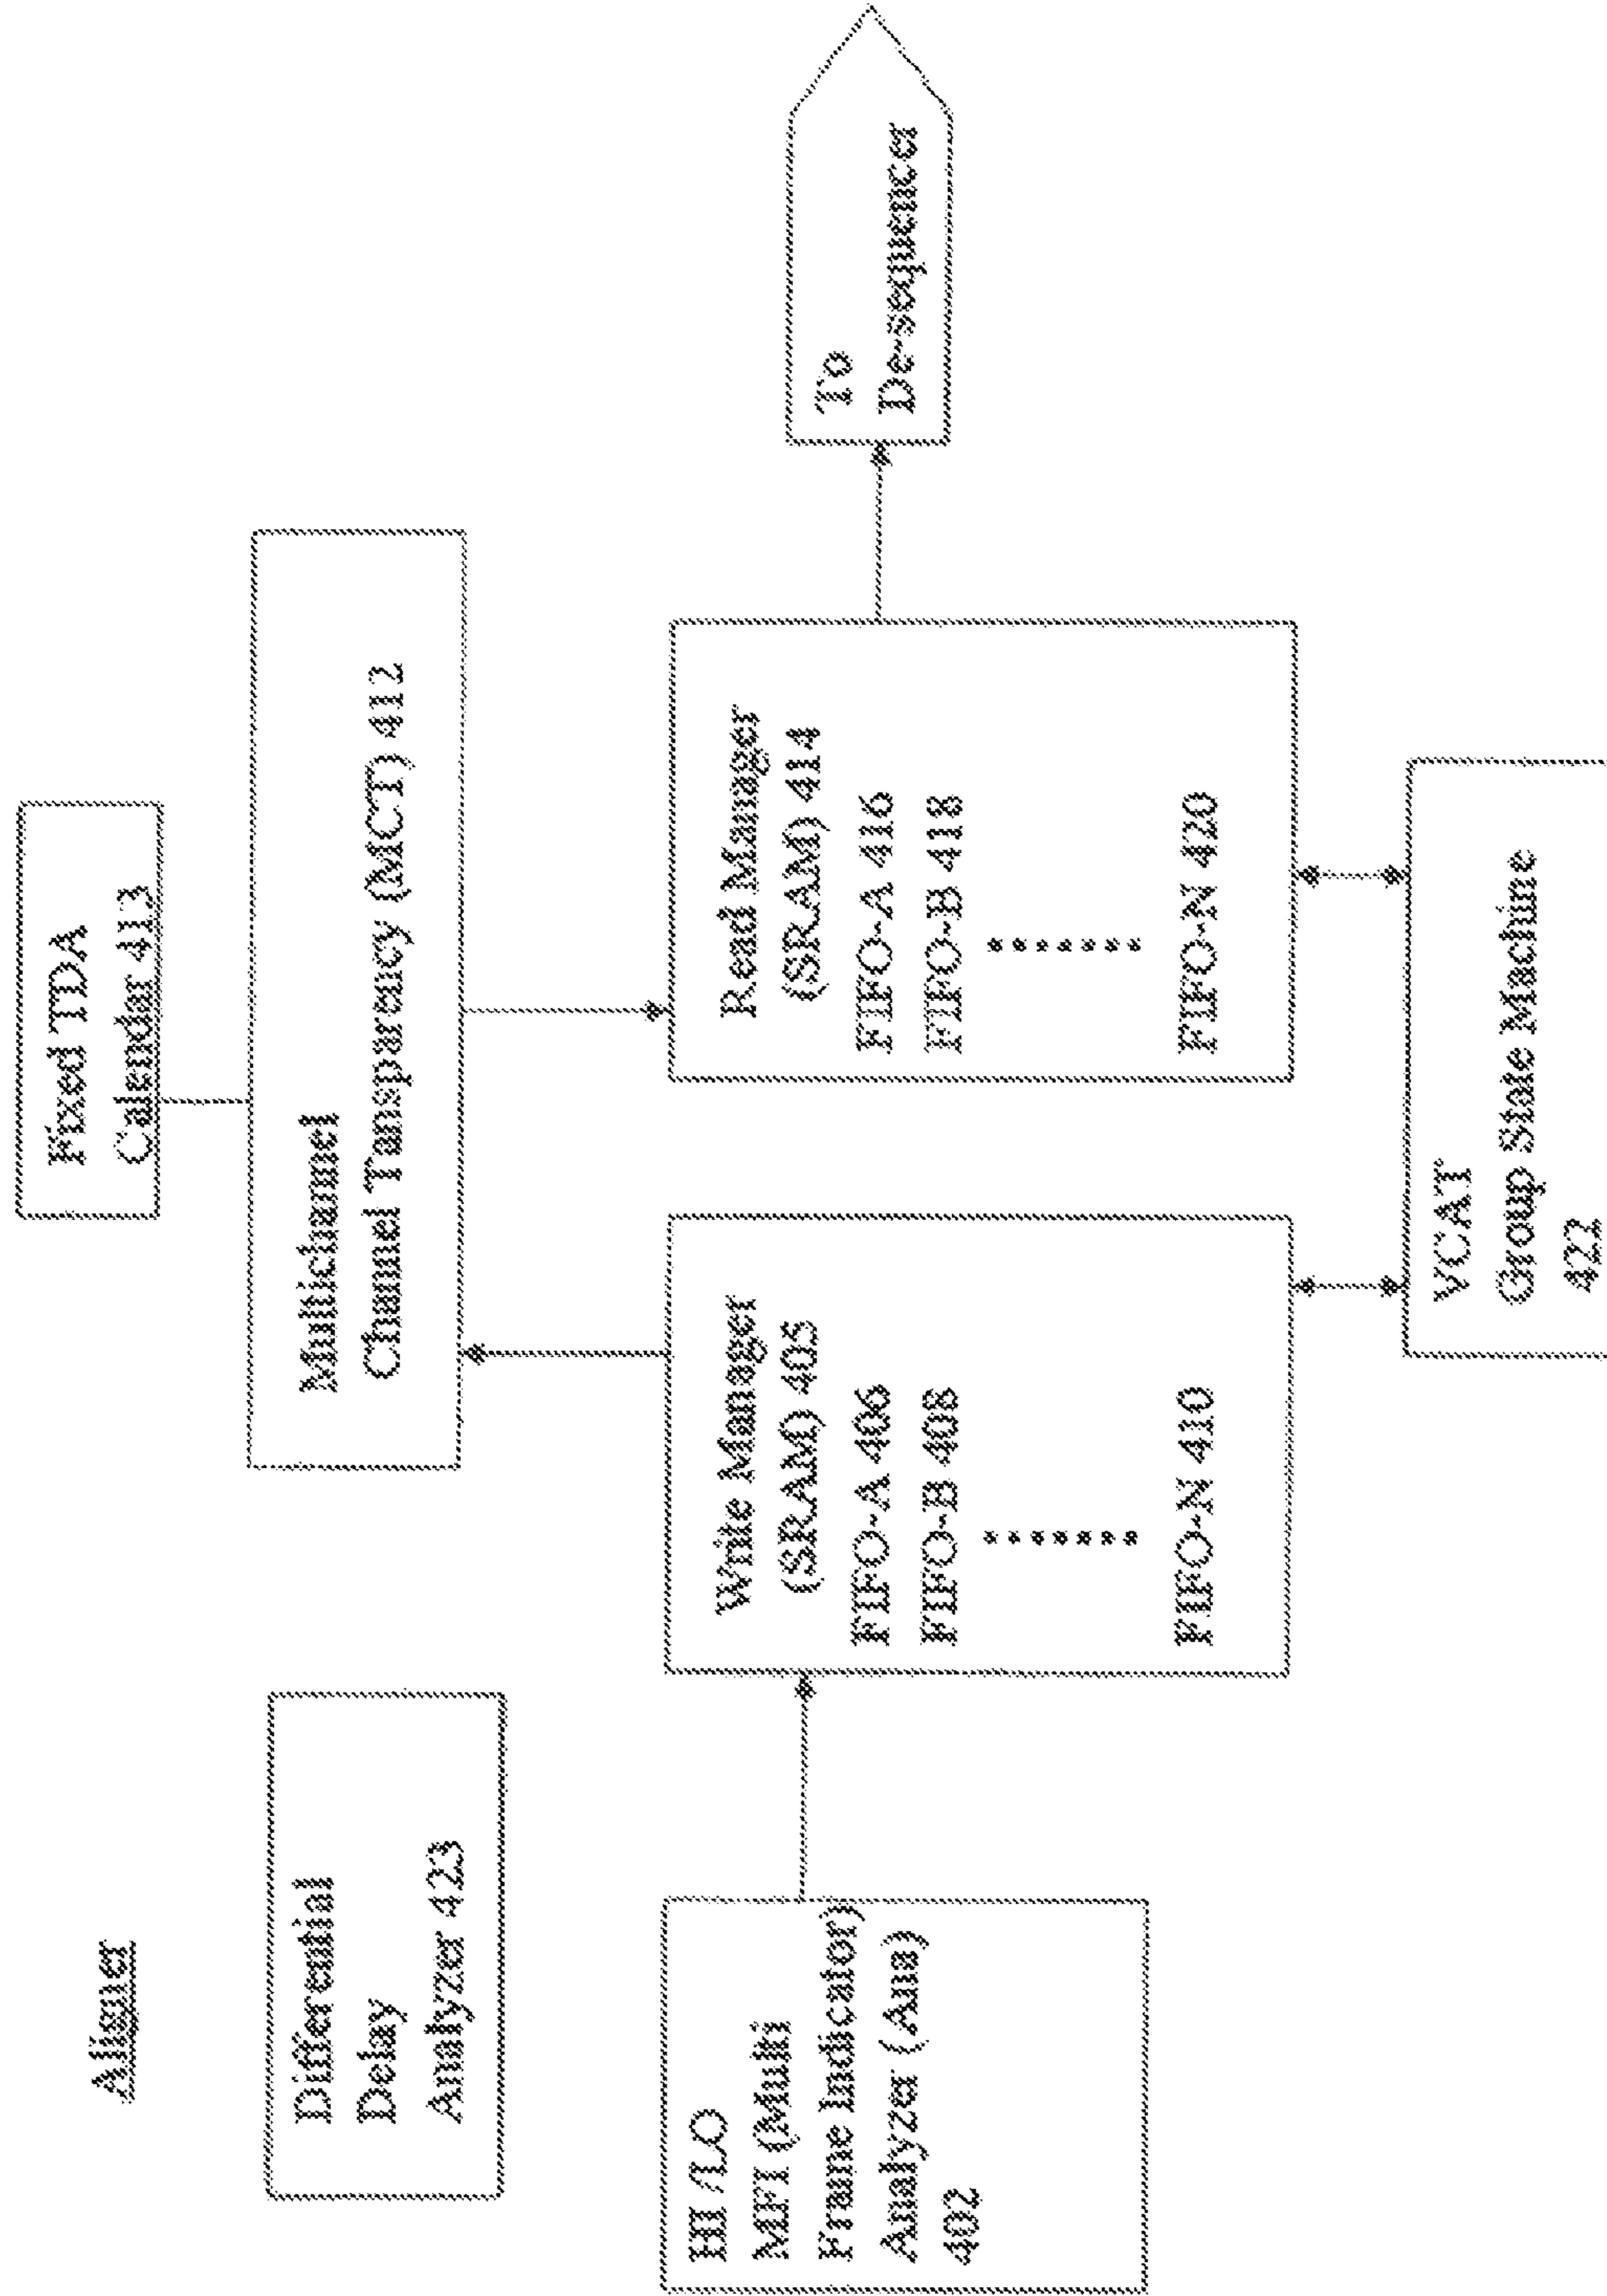 Aligner
Fixed TDA
Calendar 413
Differential
Delay
Analyzer 423
Multichannel
Channel Tansparency (MCT) 412
HI /LO
MFI (Multi
Frame Indicator)
Analyzer (Ana)
402
Write Manager
(SRAM) 405
FIFO-A 406
FIFO-B 408
.......
FIFO-N 410
Read Manager
(SRAM) 414
FIFO-A 416
FIFO-B 418
.......
FIFO-N 420
To
De-sequencer
VCAT
Group State Machine
422